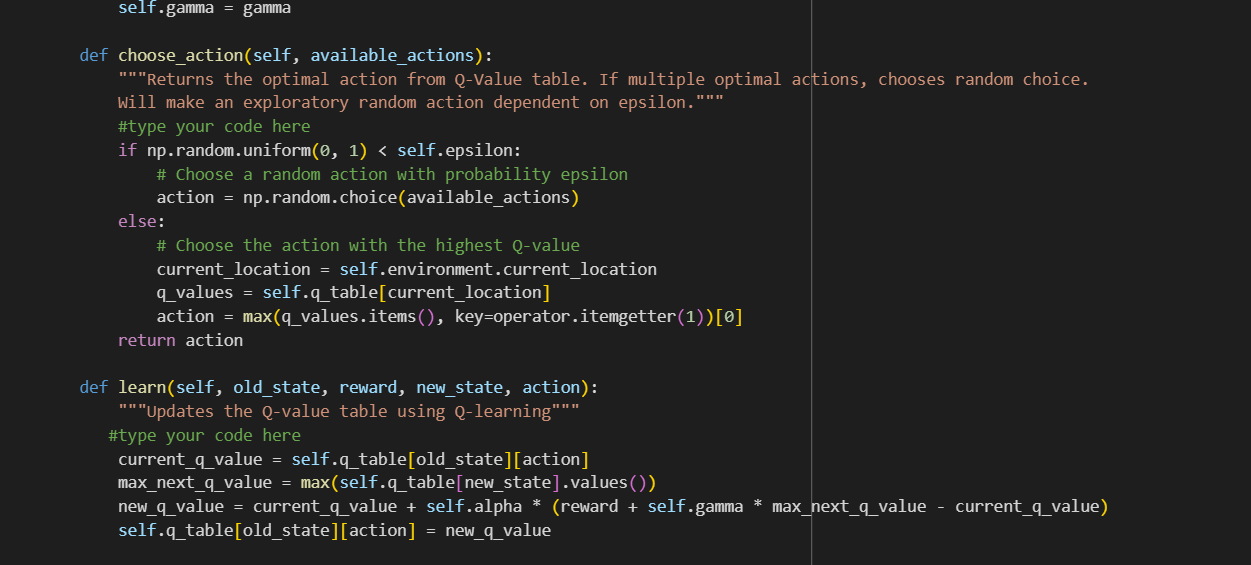 self.gamma = gamma
def choose_action(self, available_actions):
"""Returns the optimal action from Q-Value table. If multiple optimal actions, chooses random choice.
Will make an exploratory random action dependent on epsilon."""
#type your code here
if np.random.uniform(0, 1) < self.epsilon:
# Choose a random action with probability epsilon
action = np.random.choice(available_actions)
else:
# Choose the action with the highest Q-value
current_location = self.environment.current_location
q_values = self.q_table[current_location]
action = max(q_values.items(), key=operator.itemgetter(1))[0]
return action
def learn(self, old_state, reward, new_state, action):
"""Updates the Q-value table using Q-learning"""
#type your code here
current_q_value = self.q_table[old_state][action]
max_next_q_value = max(self.q_table[new_state].values())
new_q_value = current_q_value + self.alpha * (reward + self.gamma * max_next_q_value - current_q_value)
self.q_table[old_state][action] = new_q_value